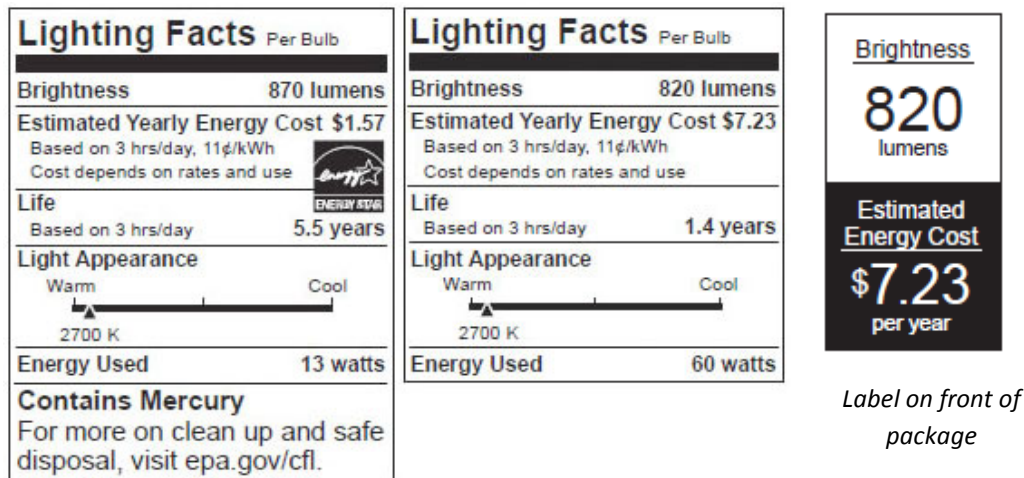 Lighting Facts Per Bulb
Brightness 870 lumens
Estimated Yearly Energy Cost $1.57
Based on 3 hrs/day, 11¢/kWh
Cost depends on rates and use
energy
ENERGY STAR
Life
Based on 3 hrs/day 5.5 years
Light Appearance
Warm Cool
2700 K
Energy Used 13 watts
Contains Mercury
For more on clean up and safe
disposal, visit epa.gov/cfl.
Lighting Facts Per Bulb
Brightness 820 lumens
Estimated Yearly Energy Cost $7.23
Based on 3 hrs/day, 11¢/kWh
Cost depends on rates and use
Life
Based on 3 hrs/day 1.4 years
Light Appearance
Warm Cool
2700 K
Energy Used 60 watts
Brightness
820
lumens
Estimated
Energy Cost
$7.23
per year
Label on front of
package